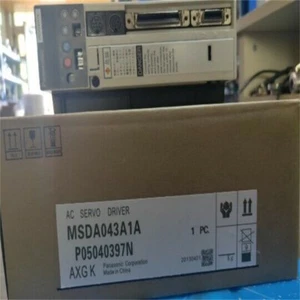 AC SERVO DRIVER
MSDA043A1A
1 PC.
P05040397N
AXGK
Panasonic Corporation
Made in China